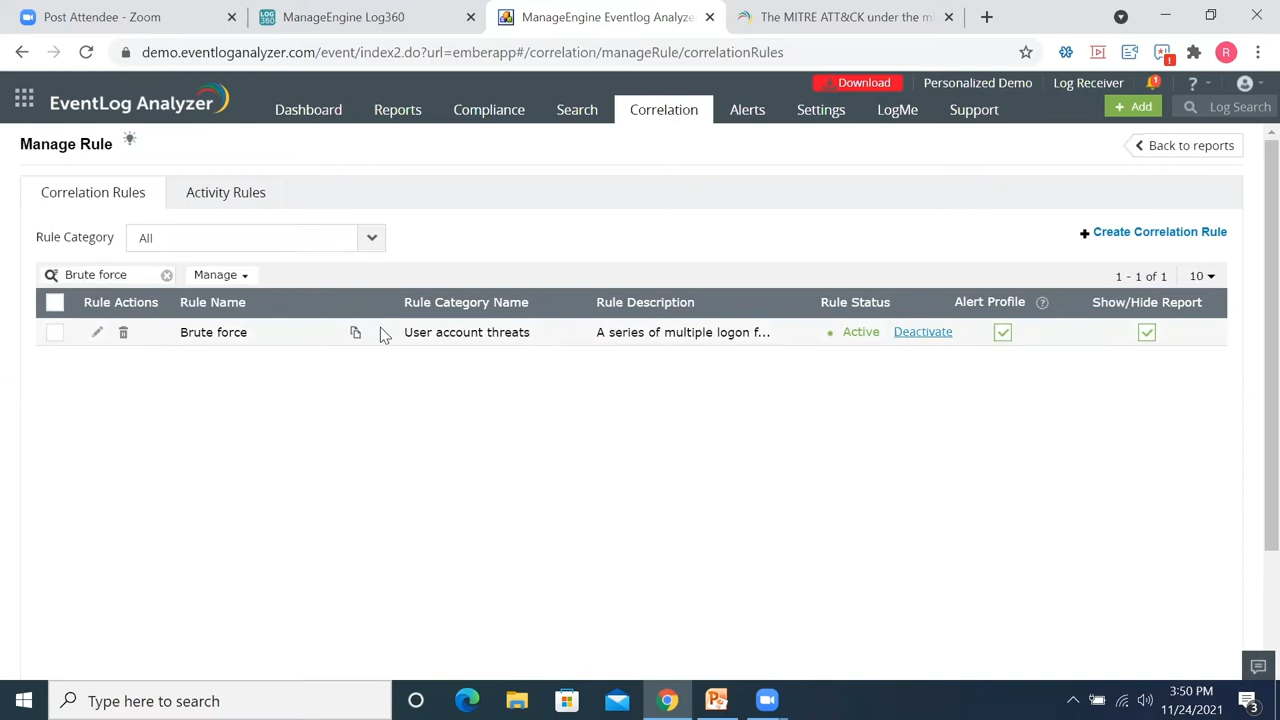 Post Attendee - Zoom
ManageEngine Log360
ManageEngine Eventlog Analyze
The MITRE ATT&CK under the m
demo.eventloganalyzer.com/event/index2.do?url=emberapp#/correlation/manageRule/correlationRules
R
Download
Personalized Demo
Log Receiver
1
?
EventLog Analyzer
Dashboard
Reports
Compliance
Search
Correlation
Alerts
Settings
LogMe
Support
+ Add
Log Search
Manage Rule
Back to reports
Correlation Rules
Activity Rules
Rule Category
All
+ Create Correlation Rule
Brute force
Manage
1 - 1 of 1
10
Rule Actions
Rule Name
Rule Category Name
Rule Description
Rule Status
Alert Profile ?
Show/Hide Report
Brute force
User account threats
A series of multiple logon f...
Active
Deactivate
Type here to search
3:50 PM
11/24/2021
3